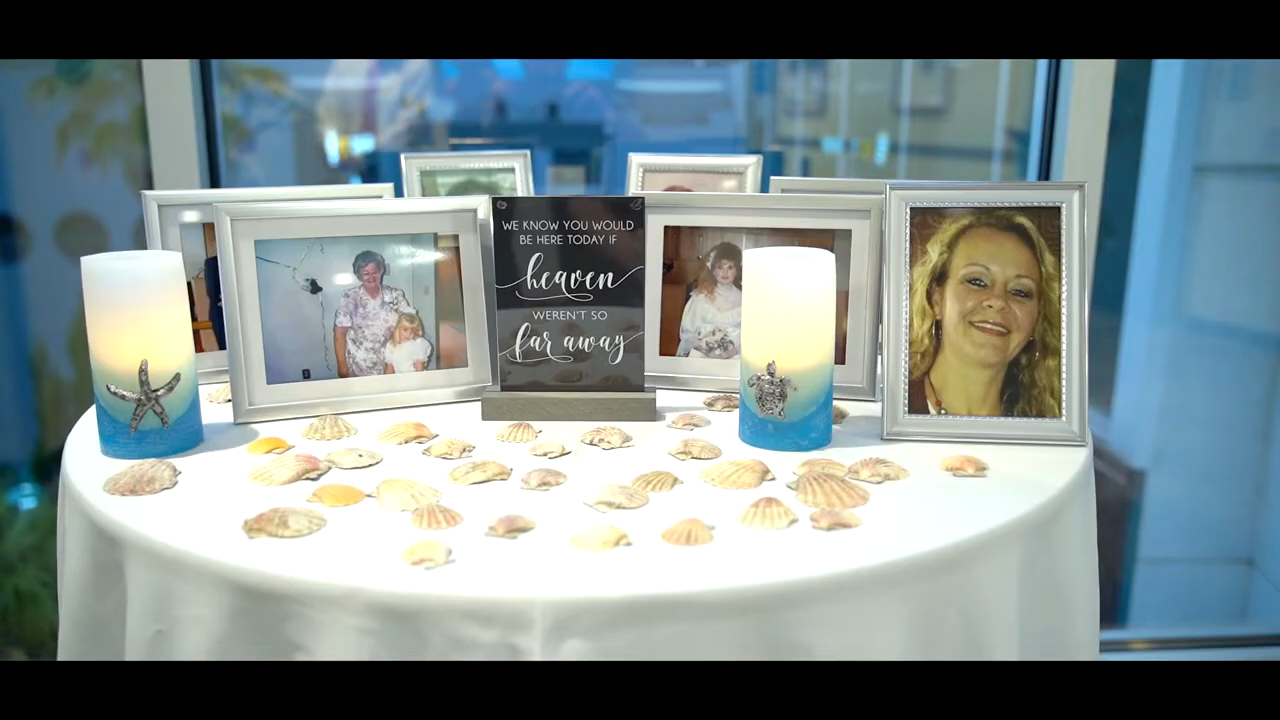 WE KNOW YOU WOULD
BE HERE TODAY IF
heaven
WEREN'T SO
far away